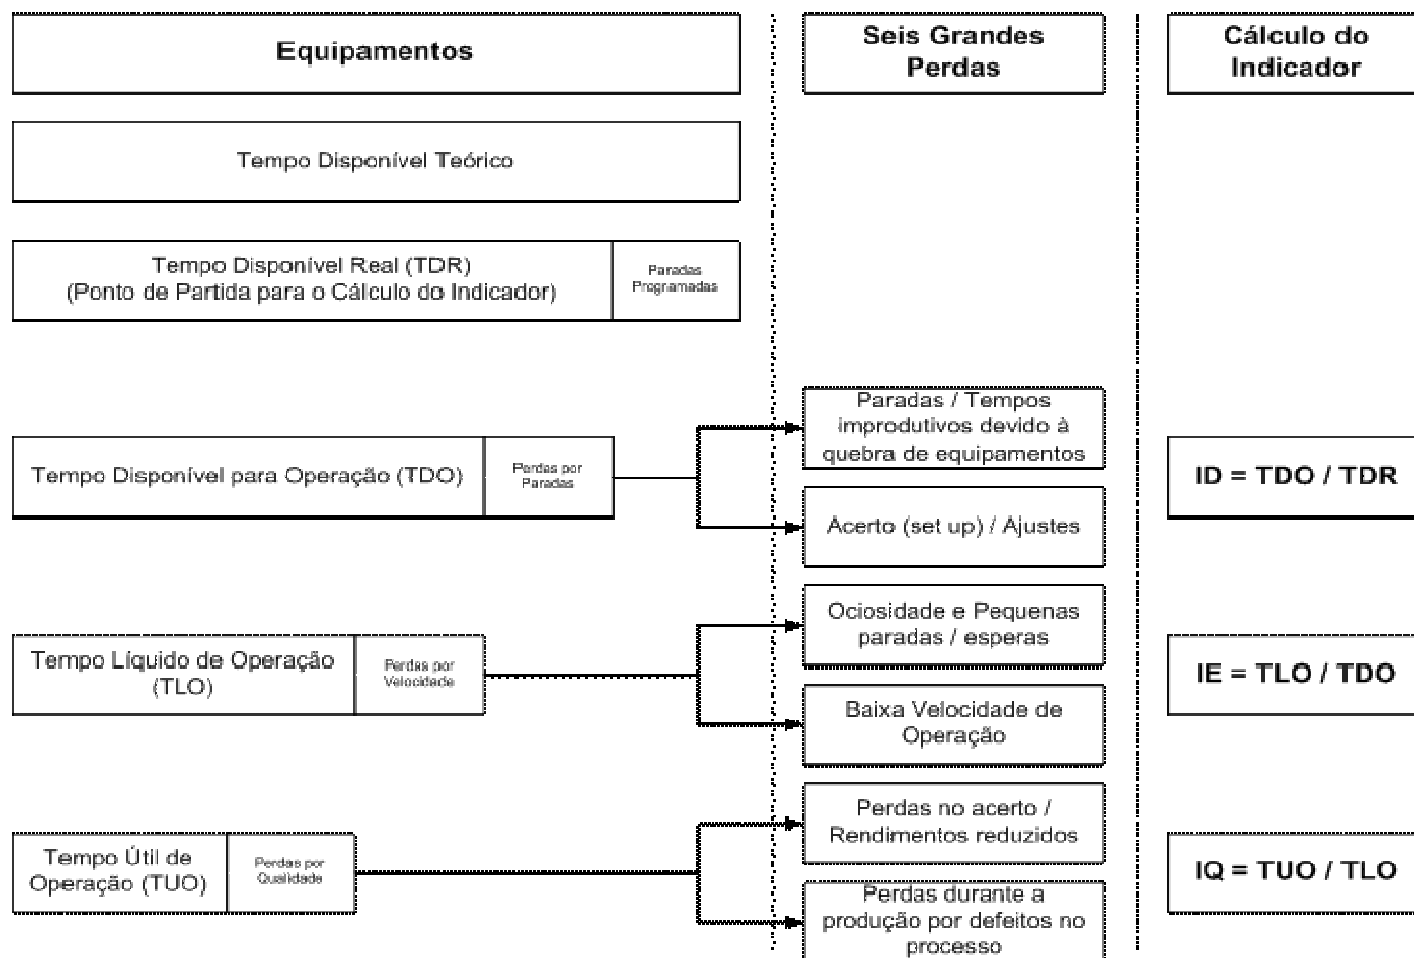 Equipamentos
Seis Grandes
Perdas
Cálculo do
Indicador
Tempo Disponível Teórico
Tempo Disponível Real (TDR)
(Ponto de Partida para o Cálculo do Indicador)
Paradas
Programadas
Tempo Disponível para Operação (TDO)
Perdas por
Paradas
Paradas / Tempos
improdutivos devido à
quebra de equipamentos
Acerto (set up) / Ajustes
ID = TDO / TDR
Tempo Líquido de Operação
(TLO)
Perdas por
Velocidade
Ociosidade e Pequenas
paradas / esperas
Baixa Velocidade de
Operação
IE = TLO / TDO
Tempo Útil de
Operação (TUO)
Perdas por
Qualidade
Perdas no acerto /
Rendimentos reduzidos
Perdas durante a
produção por defeitos no
processo
IQ = TUO / TLO